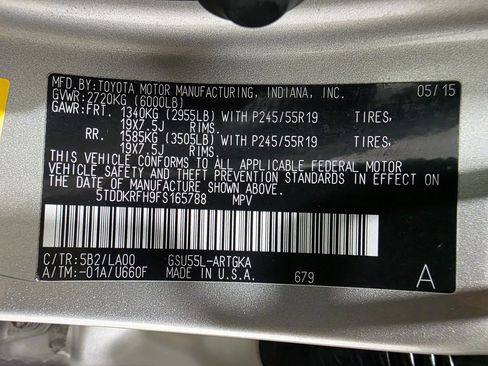 MFD.BY:TOYOTA MOTOR MANUFACTURING, INDIANA, INC. 05/15
GVWR:2720KG (6000LB)
GAWR:FRT. 1340KG (2955LB) WITH P245/55R19 TIRES,
19X7.5J RIMS.
RR. 1585KG (3505LB) WITH P245/55R19 TIRES,
19X7.5J RIMS.
THIS VEHICLE CONFORMS TO ALL APPLICABLE FEDERAL MOTOR
VEHICLE SAFETY AND THEFT PREVENTION STANDARDS IN EFFECT ON
DATE OF MANUFACTURE SHOWN ABOVE.
5TDDKRFH9FS165788 MPV
C/TR:5B2/LA00 GSU55L-ARTGKA
A/TM:-01A/U660F MADE IN U.S.A. 679 A